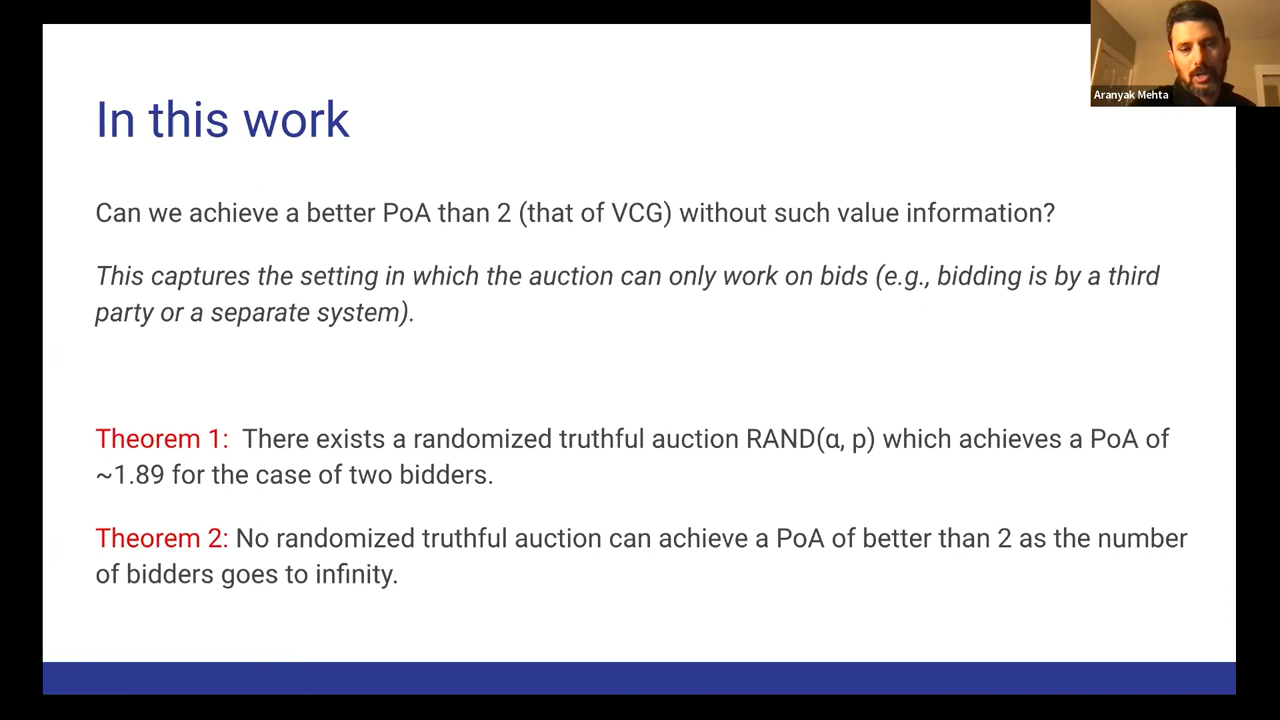 Aranyak Mehta
In this work
Can we achieve a better PoA than 2 (that of VCG) without such value information?
This captures the setting in which the auction can only work on bids (e.g., bidding is by a third
party or a separate system).
Theorem 1:  There exists a randomized truthful auction RAND(α, p) which achieves a PoA of
~1.89 for the case of two bidders.
Theorem 2: No randomized truthful auction can achieve a PoA of better than 2 as the number
of bidders goes to infinity.